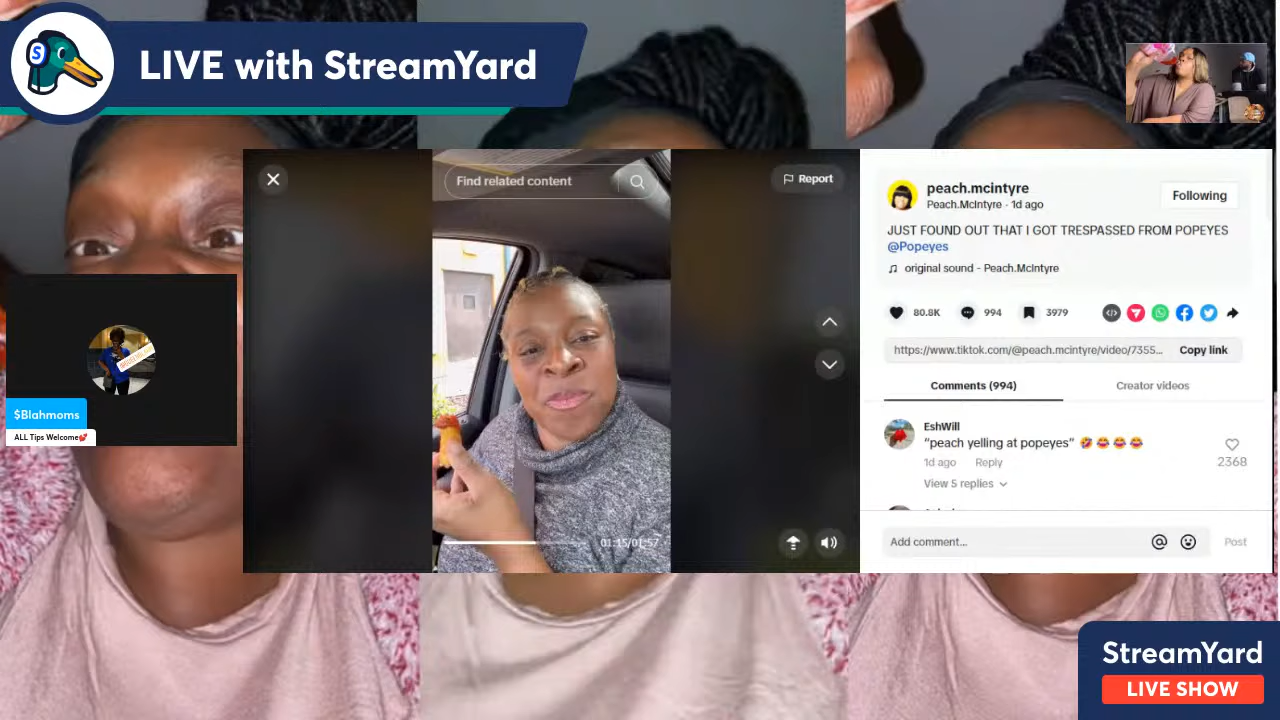 S
LIVE with StreamYard
Find related content
Report
peach.mcintyre
Peach.McIntyre · 1d ago
Following
JUST FOUND OUT THAT I GOT TRESPASSED FROM POPEYES
@Popeyes
original sound - Peach.McIntyre
80.8K
994
3979
https://www.tiktok.com/@peach.mcintyre/video/7355...
Copy link
Comments (994)
Creator videos
EshWill
"peach yelling at popeyes" 🤣😂😂😂
1d ago
Reply
2368
View 5 replies
01:15/01:57
Add comment...
Post
$Blahmoms
ALL Tips Welcome💕
StreamYard
LIVE SHOW